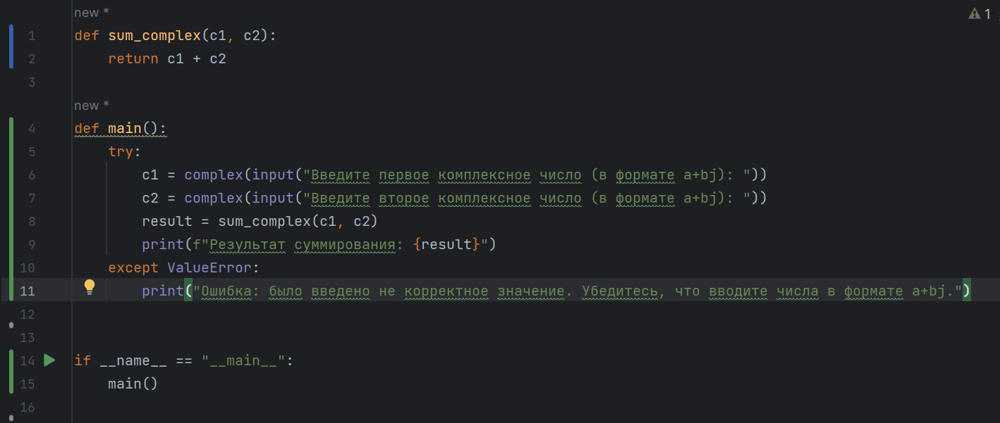 new *
1
1 def sum_complex(c1, c2):
2     return c1 + c2
3
new *
4 def main():
5     try:
6         c1 = complex(input("Введите первое комплексное число (в формате a+bj): "))
7         c2 = complex(input("Введите второе комплексное число (в формате a+bj): "))
8         result = sum_complex(c1, c2)
9         print(f"Результат суммирования: {result}")
10     except ValueError:
11         print("Ошибка: было введено не корректное значение. Убедитесь, что вводите числа в формате a+bj.")
12
13
14 if __name__ == "__main__":
15     main()
16